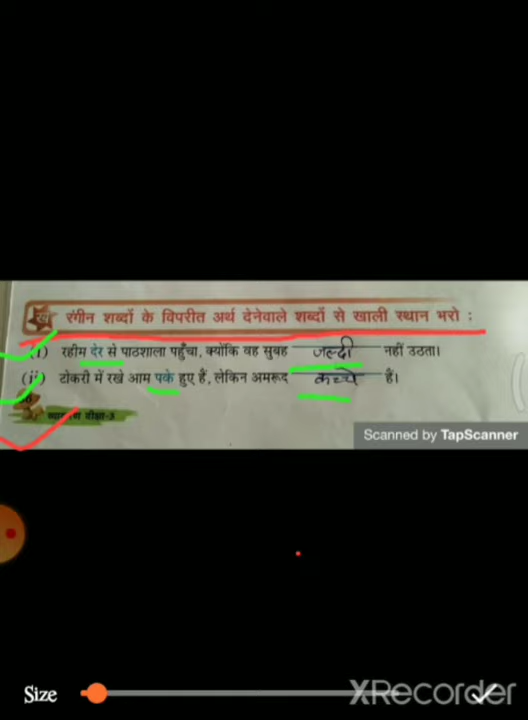 ख रंगीन शब्दों के विपरीत अर्थ देनेवाले शब्दों से खाली स्थान भरो :
(i) रहीम देर से पाठशाला पहुँचा, क्योंकि वह सुबह जल्दी नहीं उठता।
(ii) टोकरी में रखे आम पके हुए हैं, लेकिन अमरूद कच्चे हैं।
-3
Scanned by TapScanner
Size
XRecorder